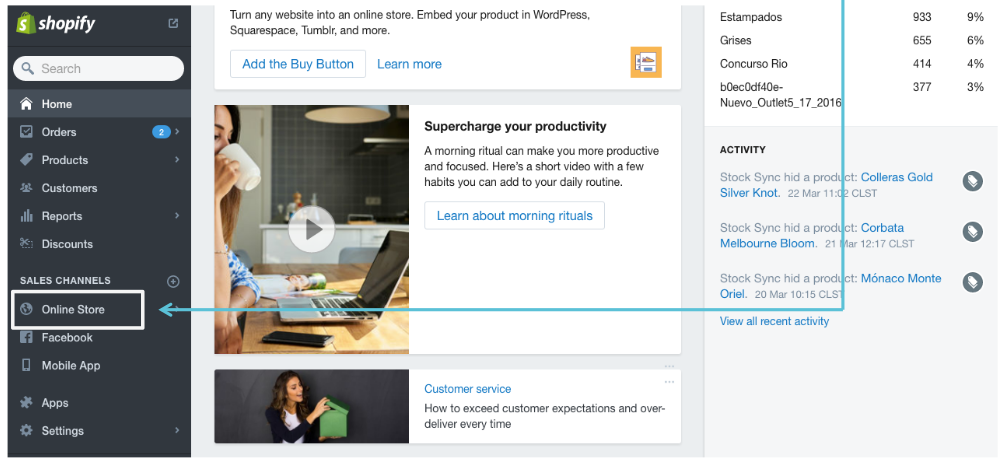 shopify
Search
Home
Orders 2
Products
Customers
Reports
Discounts
SALES CHANNELS
Online Store
Facebook
Mobile App
Apps
Settings
Turn any website into an online store. Embed your product in WordPress,
Squarespace, Tumblr, and more.
Add the Buy Button Learn more
Supercharge your productivity
A morning ritual can make you more productive
and focused. Here's a short video with a few
habits you can add to your daily routine.
Learn about morning rituals
Customer service
How to exceed customer expectations and over-
deliver every time
Estampados 933 9%
Grises 655 6%
Concurso Rio 414 4%
b0ec0df40e- 377 3%
Nuevo_Outlet5_17_2016
ACTIVITY
Stock Sync hid a product: Colleras Gold
Silver Knot. 22 Mar 11:02 CLST
Stock Sync hid a product: Corbata
Melbourne Bloom. 21 Mar 12:17 CLST
Stock Sync hid a product: Mónaco Monte
Oriel. 20 Mar 10:15 CLST
View all recent activity